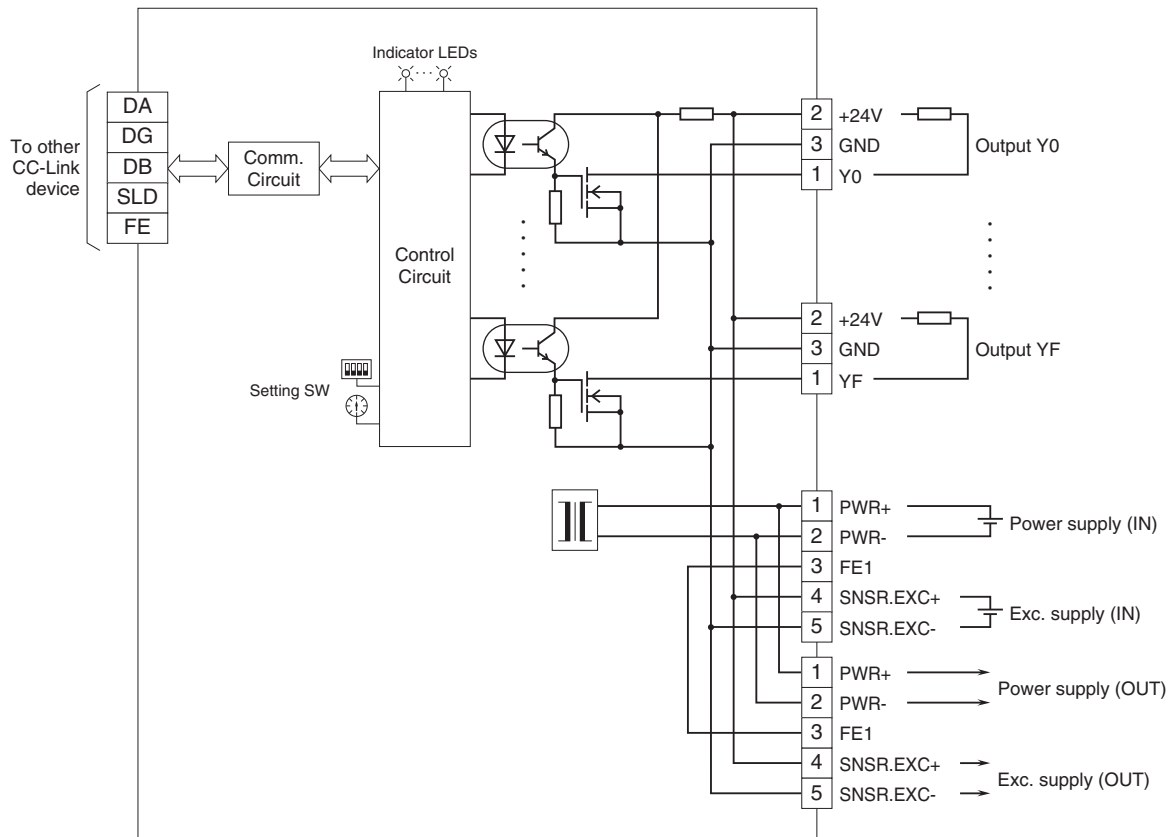 Indicator LEDs
To other
CC-Link
device
DA
DG
DB
SLD
FE
Comm.
Circuit
Control
Circuit
Setting SW
2 +24V
3 GND
1 Y0
Output Y0
2 +24V
3 GND
1 YF
Output YF
1 PWR+
2 PWR-
Power supply (IN)
3 FE1
4 SNSR.EXC+
5 SNSR.EXC-
Exc. supply (IN)
1 PWR+
2 PWR-
Power supply (OUT)
3 FE1
4 SNSR.EXC+
5 SNSR.EXC-
Exc. supply (OUT)